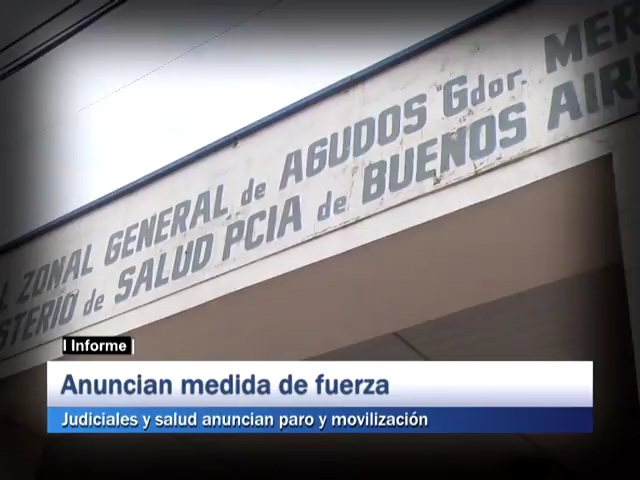 L ZONAL GENERAL de AGUDOS "Gdor. MER
STERIO de SALUD PCIA de BUENOS AIR
I Informe
Anuncian medida de fuerza
Judiciales y salud anuncian paro y movilización